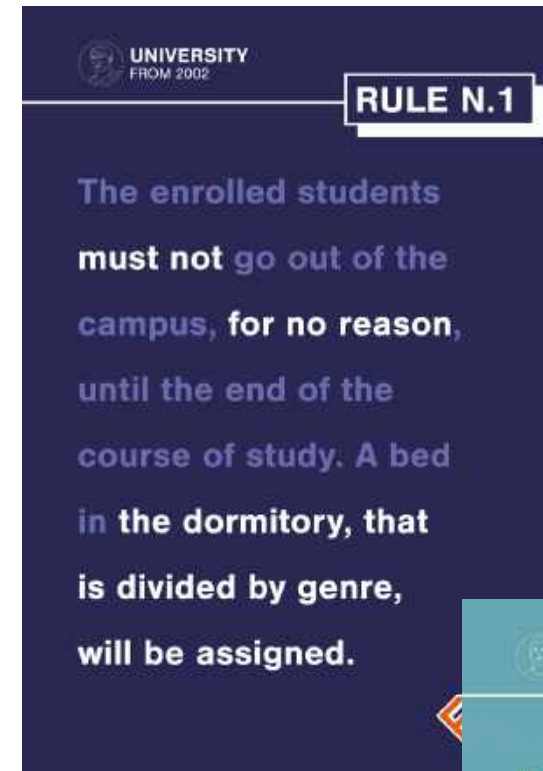 UNIVERSITY
FROM 2002
RULE N.1
The enrolled students
must not go out of the
campus, for no reason,
until the end of the
course of study. A bed
in the dormitory, that
is divided by genre,
will be assigned.